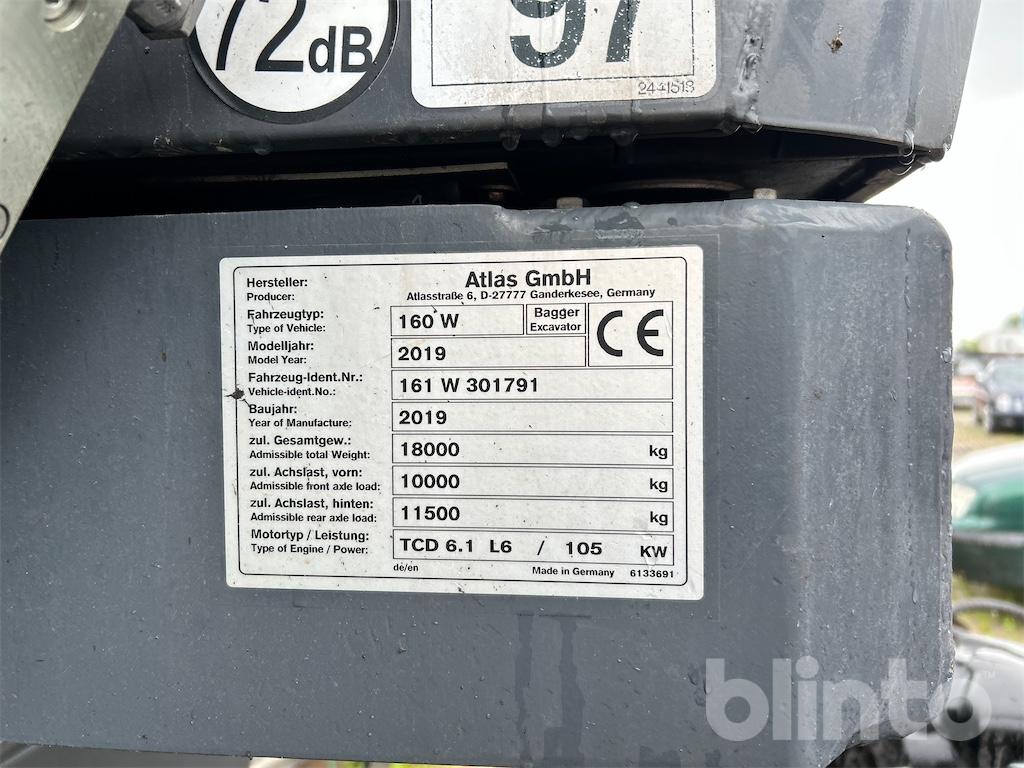 72dB
97
2441513
Hersteller: Atlas GmbH
Producer: Atlasstraße 6, D-27777 Ganderkesee, Germany
Fahrzeugtyp: 160 W Bagger
Type of Vehicle: Excavator
CE
Modelljahr: 2019
Model Year:
Fahrzeug-Ident.Nr.: 161 W 301791
Vehicle-ident.No.:
Baujahr: 2019
Year of Manufacture:
zul. Gesamtgew.: 18000 kg
Admissible total Weight:
zul. Achslast, vorn: 10000 kg
Admissible front axle load:
zul. Achslast, hinten: 11500 kg
Admissible rear axle load:
Motortyp / Leistung: TCD 6.1 L6 / 105 KW
Type of Engine / Power:
de/en Made in Germany 6133691
blinto™